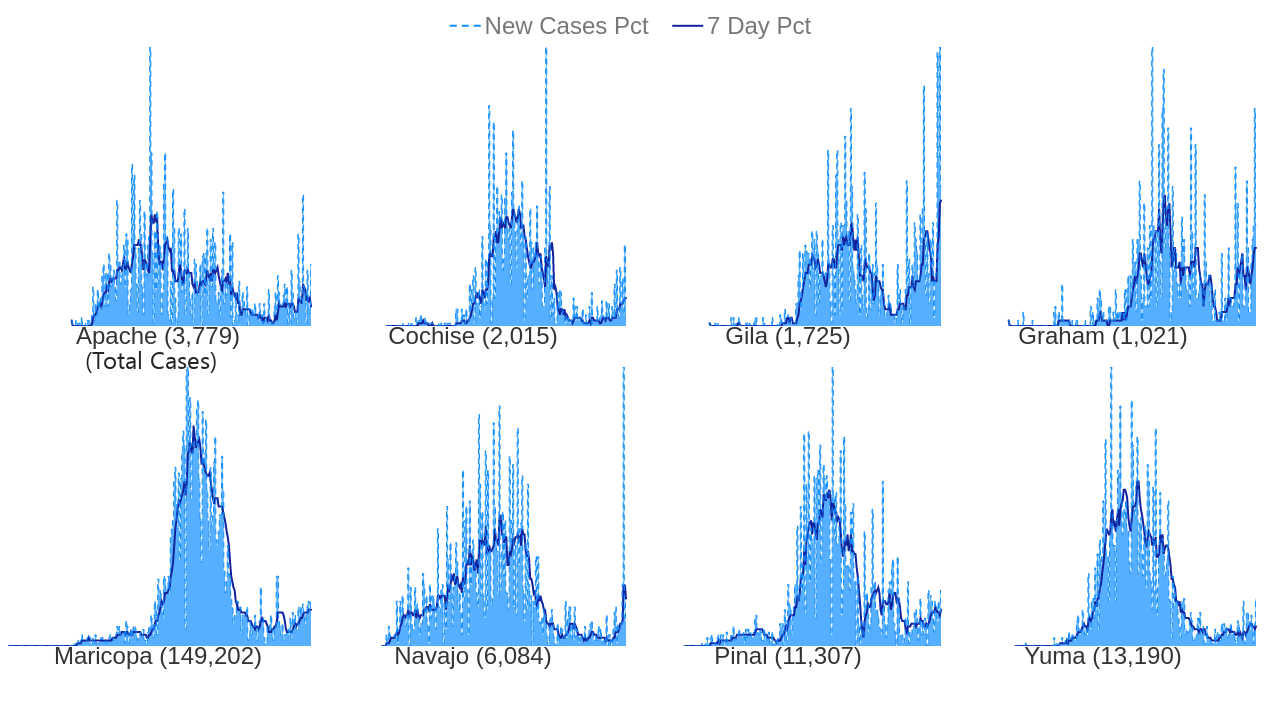 New Cases Pct 7 Day Pct
Apache (3,779) Cochise (2,015) Gila (1,725) Graham (1,021)
(Total Cases)
Maricopa (149,202) Navajo (6,084) Pinal (11,307) Yuma (13,190)